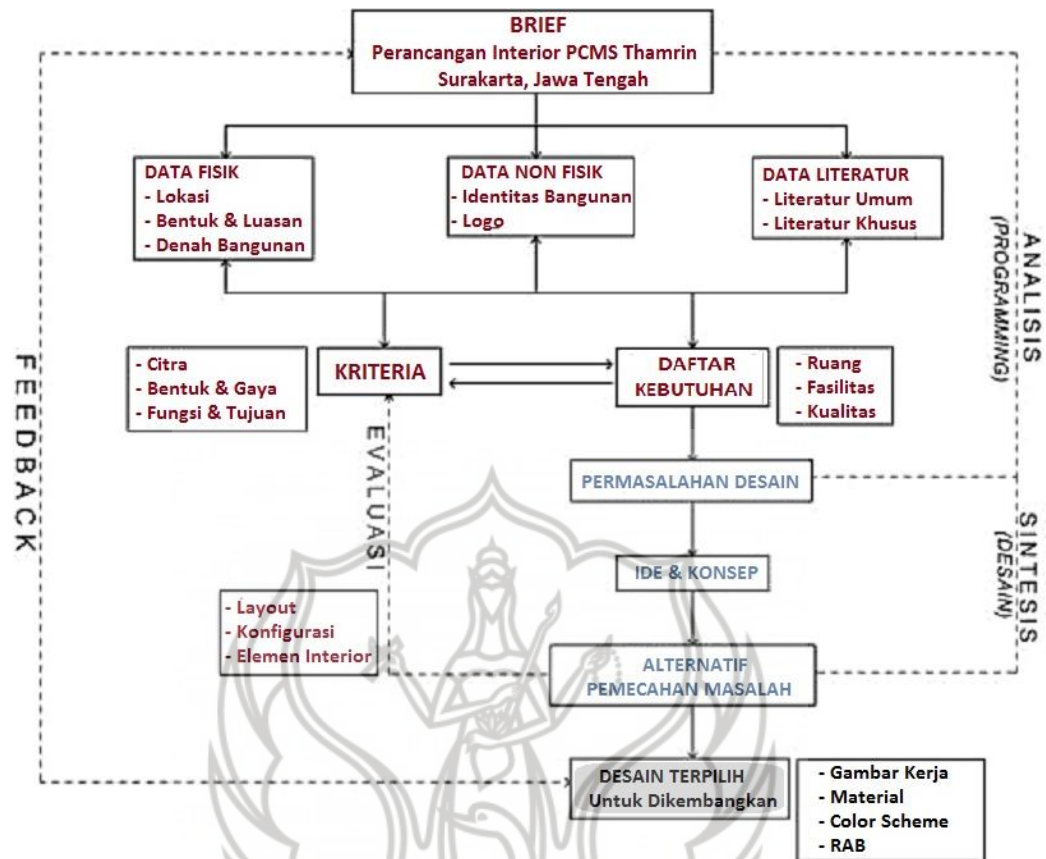 BRIEF
Perancangan Interior PCMS Thamrin
Surakarta, Jawa Tengah
DATA FISIK
- Lokasi
- Bentuk & Luasan
- Denah Bangunan
DATA NON FISIK
- Identitas Bangunan
- Logo
DATA LITERATUR
- Literatur Umum
- Literatur Khusus
ANALISIS
(PROGRAMMING)
- Citra
- Bentuk & Gaya
- Fungsi & Tujuan
KRITERIA
DAFTAR
KEBUTUHAN
- Ruang
- Fasilitas
- Kualitas
FEEDBACK
EVALUASI
PERMASALAHAN DESAIN
SINTESIS
(DESAIN)
IDE & KONSEP
- Layout
- Konfigurasi
- Elemen Interior
ALTERNATIF
PEMECAHAN MASALAH
DESAIN TERPILIH
Untuk Dikembangkan
- Gambar Kerja
- Material
- Color Scheme
- RAB